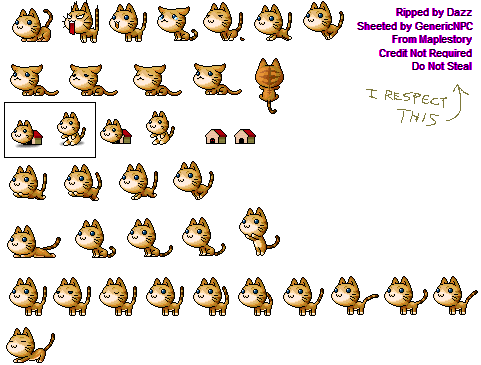 Ripped by Dazz
Sheeted by GenericNPC
From Maplestory
Credit Not Required
Do Not Steal
I RESPECT
THIS